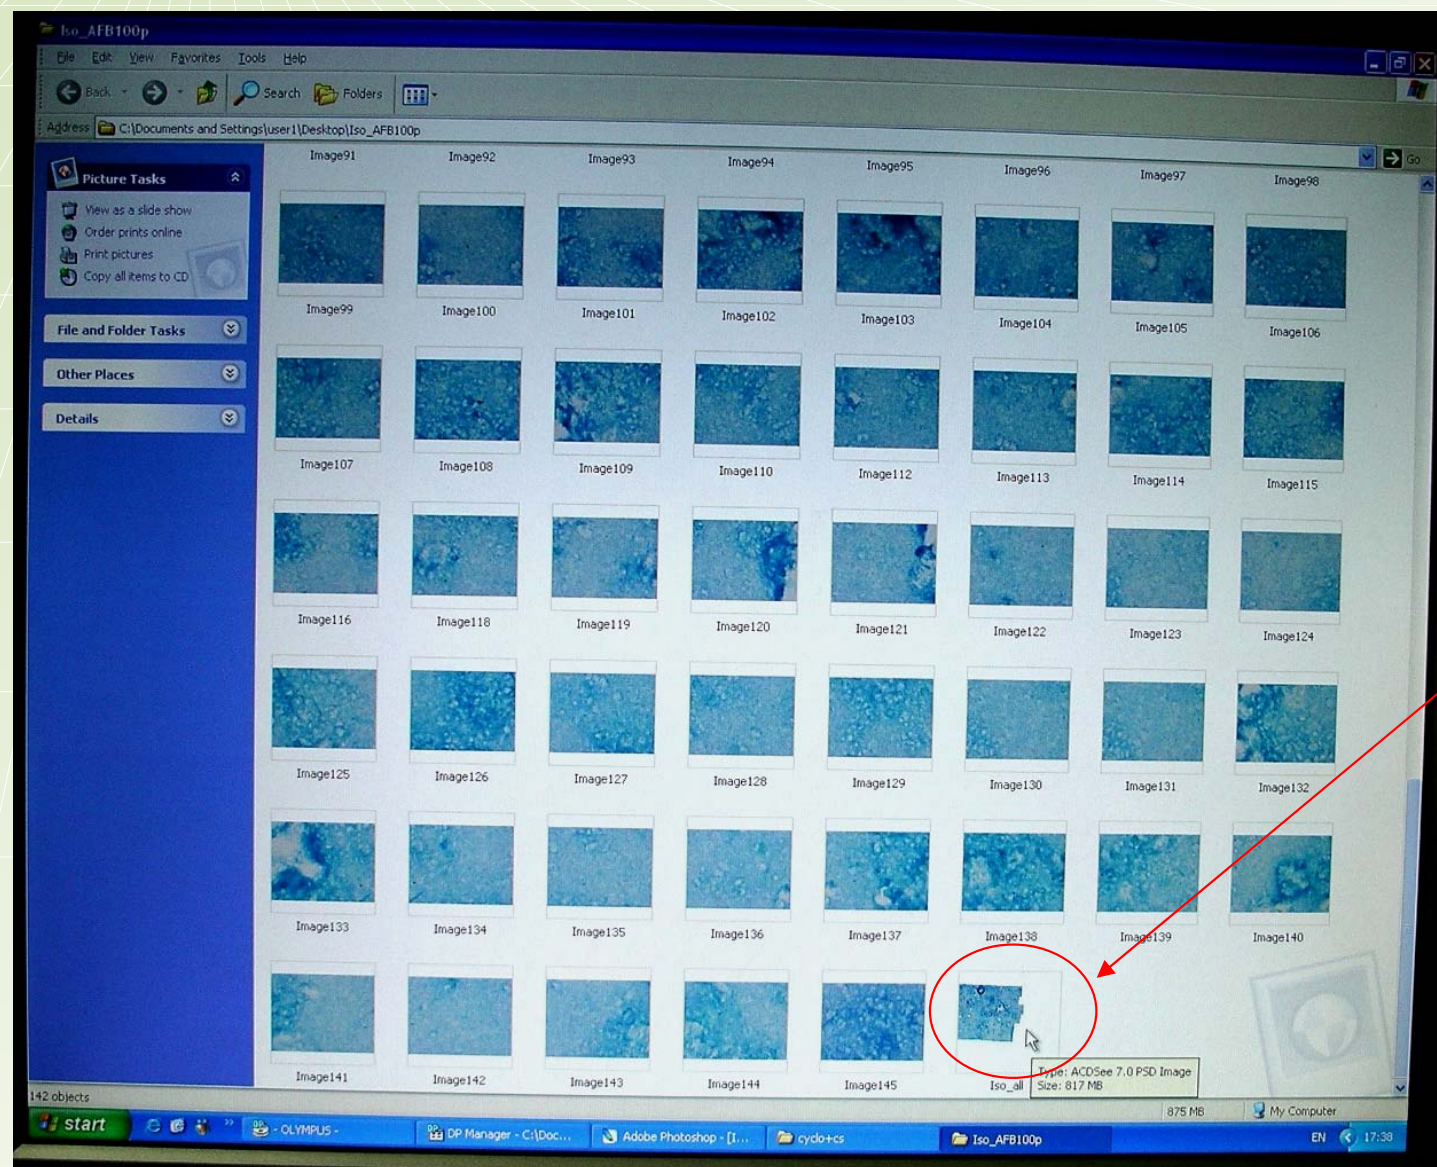 Iso_AFB100p
File Edit View Favorites Tools Help
Back Search Folders
Address C:\Documents and Settings\user1\Desktop\Iso_AFB100p Go
Picture Tasks
View as a slide show
Order prints online
Print pictures
Copy all items to CD
File and Folder Tasks
Other Places
Details
Image91 Image92 Image93 Image94 Image95 Image96 Image97 Image98
Image99 Image100 Image101 Image102 Image103 Image104 Image105 Image106
Image107 Image108 Image109 Image110 Image112 Image113 Image114 Image115
Image116 Image118 Image119 Image120 Image121 Image122 Image123 Image124
Image125 Image126 Image127 Image128 Image129 Image130 Image131 Image132
Image133 Image134 Image135 Image136 Image137 Image138 Image139 Image140
Image141 Image142 Image143 Image144 Image145 Iso_all
Type: ACDSee 7.0 PSD Image
Size: 817 MB
142 objects 875 MB My Computer
start - OLYMPUS - DP Manager - C:\Doc... Adobe Photoshop - [I... cyclo+cs Iso_AFB100p EN 17:38